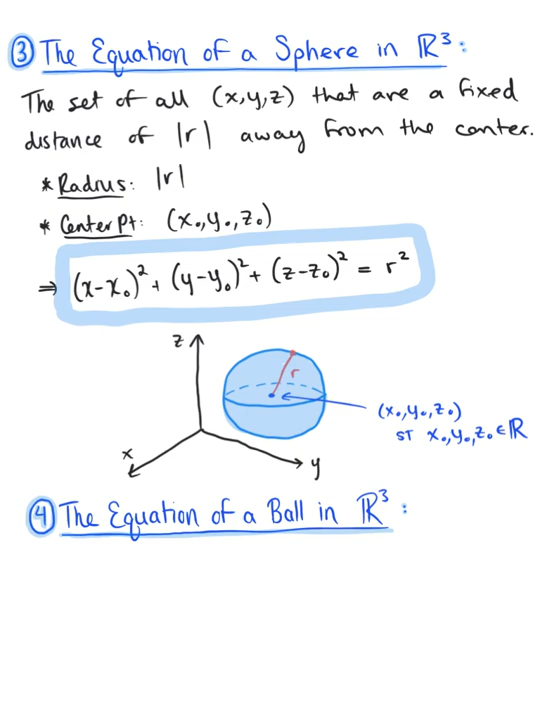 ③ The Equation of a Sphere in ℝ³:
The set of all (x,y,z) that are a fixed
distance of |r| away from the center.
* Radius: |r|
* Center Pt: (x₀,y₀,z₀)
⇒ (x-x₀)² + (y-y₀)² + (z-z₀)² = r²
z
r
(x₀,y₀,z₀)
ST x₀,y₀,z₀ ∈ ℝ
x
y
④ The Equation of a Ball in ℝ³: